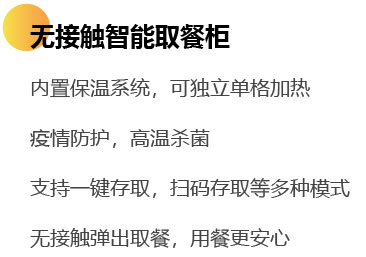 无接触智能取餐柜
内置保温系统，可独立单格加热
疫情防护，高温杀菌
支持一键存取，扫码存取等多种模式
无接触弹出取餐，用餐更安心